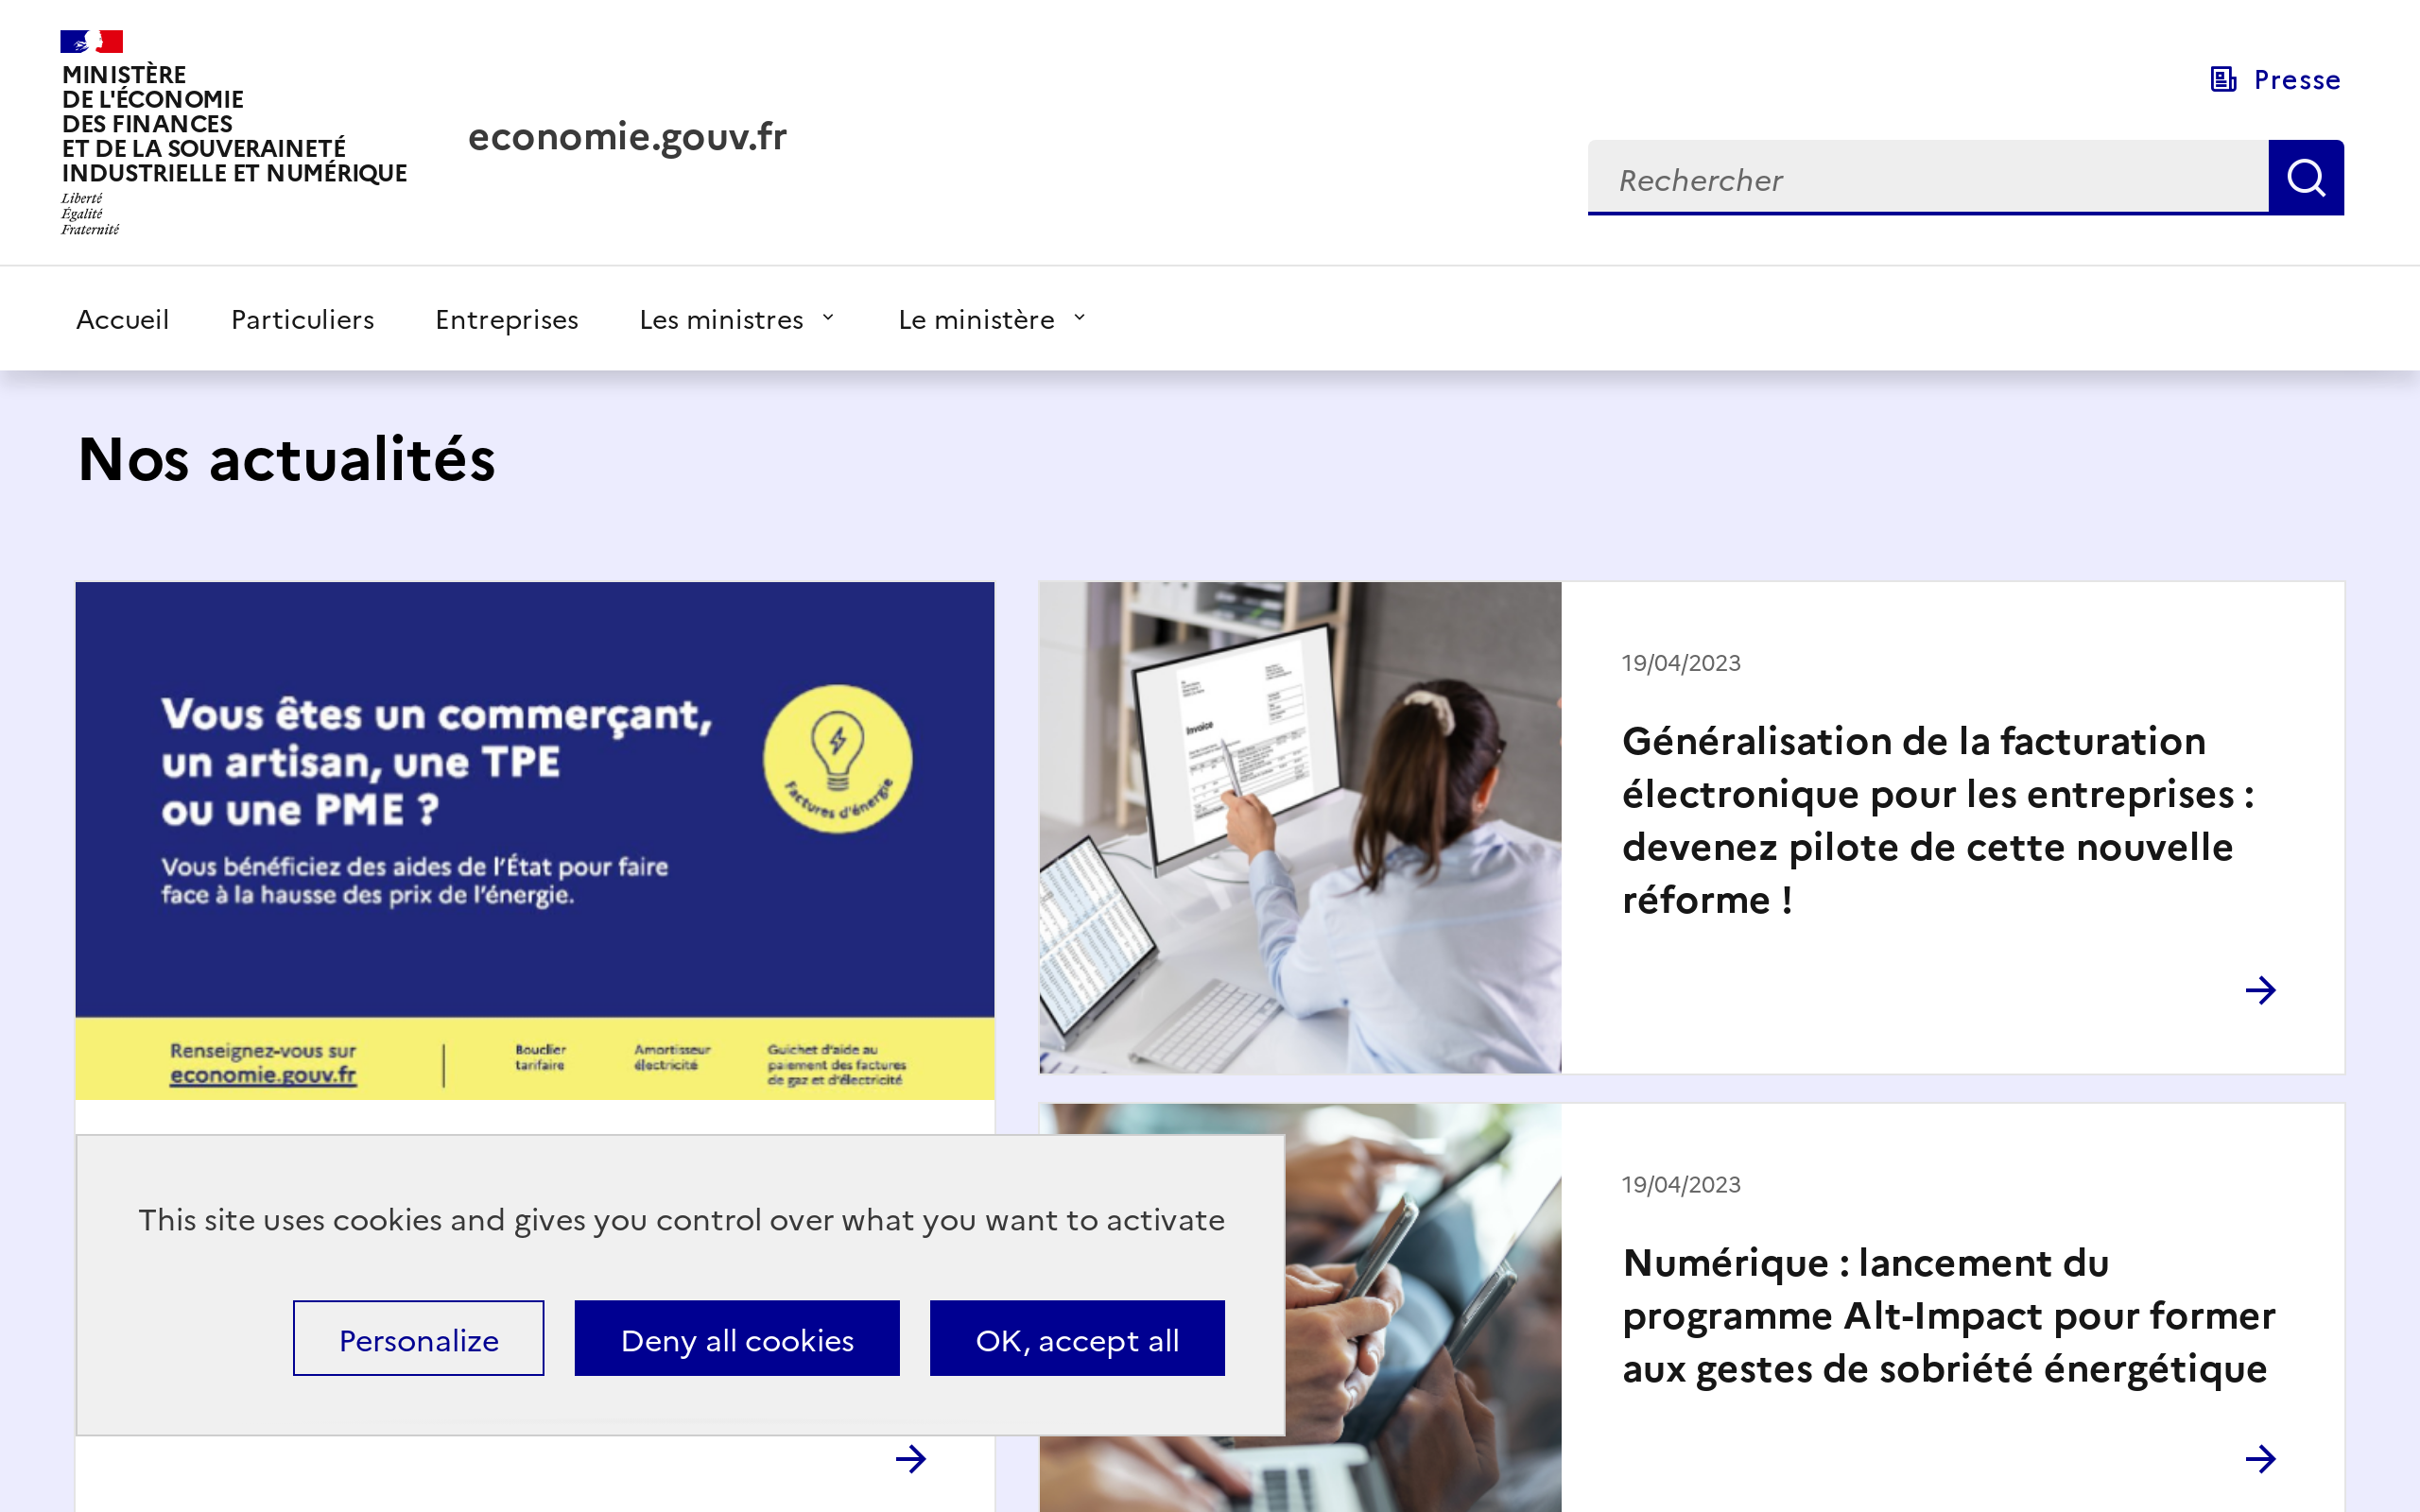 MINISTÈRE
DE L'ÉCONOMIE
DES FINANCES
ET DE LA SOUVERAINETÉ
INDUSTRIELLE ET NUMÉRIQUE
Liberté
Égalité
Fraternité
economie.gouv.fr
Presse
Rechercher
Accueil
Particuliers
Entreprises
Les ministres
Le ministère
Nos actualités
Vous êtes un commerçant,
un artisan, une TPE
ou une PME ?
Factures d'énergie
Vous bénéficiez des aides de l'État pour faire
face à la hausse des prix de l'énergie.
Renseignez-vous sur
economie.gouv.fr
Bouclier
tarifaire
Amortisseur
électricité
Guichet d'aide au
paiement des factures
de gaz et d'électricité
Invoice
19/04/2023
Généralisation de la facturation
électronique pour les entreprises :
devenez pilote de cette nouvelle
réforme !
19/04/2023
Numérique : lancement du
programme Alt-Impact pour former
aux gestes de sobriété énergétique
This site uses cookies and gives you control over what you want to activate
Personalize
Deny all cookies
OK, accept all